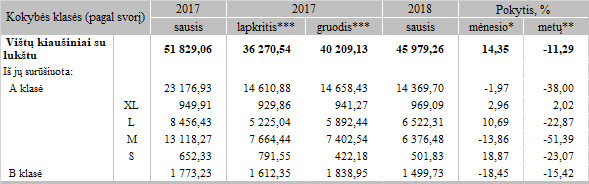 Kokybės klasės (pagal svorį) 2017 2017 2018 Pokytis, %
sausis lapkritis*** gruodis*** sausis mėnesio* metų**
Vištų kiaušiniai su lukštu 51 829,06 36 270,54 40 209,13 45 979,26 14,35 -11,29
Iš jų surūšiuota:
A klasė 23 176,93 14 610,88 14 658,43 14 369,70 -1,97 -38,00
XL 949,91 929,86 941,27 969,09 2,96 2,02
L 8 456,43 5 225,04 5 892,44 6 522,31 10,69 -22,87
M 13 118,27 7 664,44 7 402,54 6 376,48 -13,86 -51,39
S 652,33 791,55 422,18 501,83 18,87 -23,07
B klasė 1 773,23 1 612,35 1 838,95 1 499,73 -18,45 -15,42